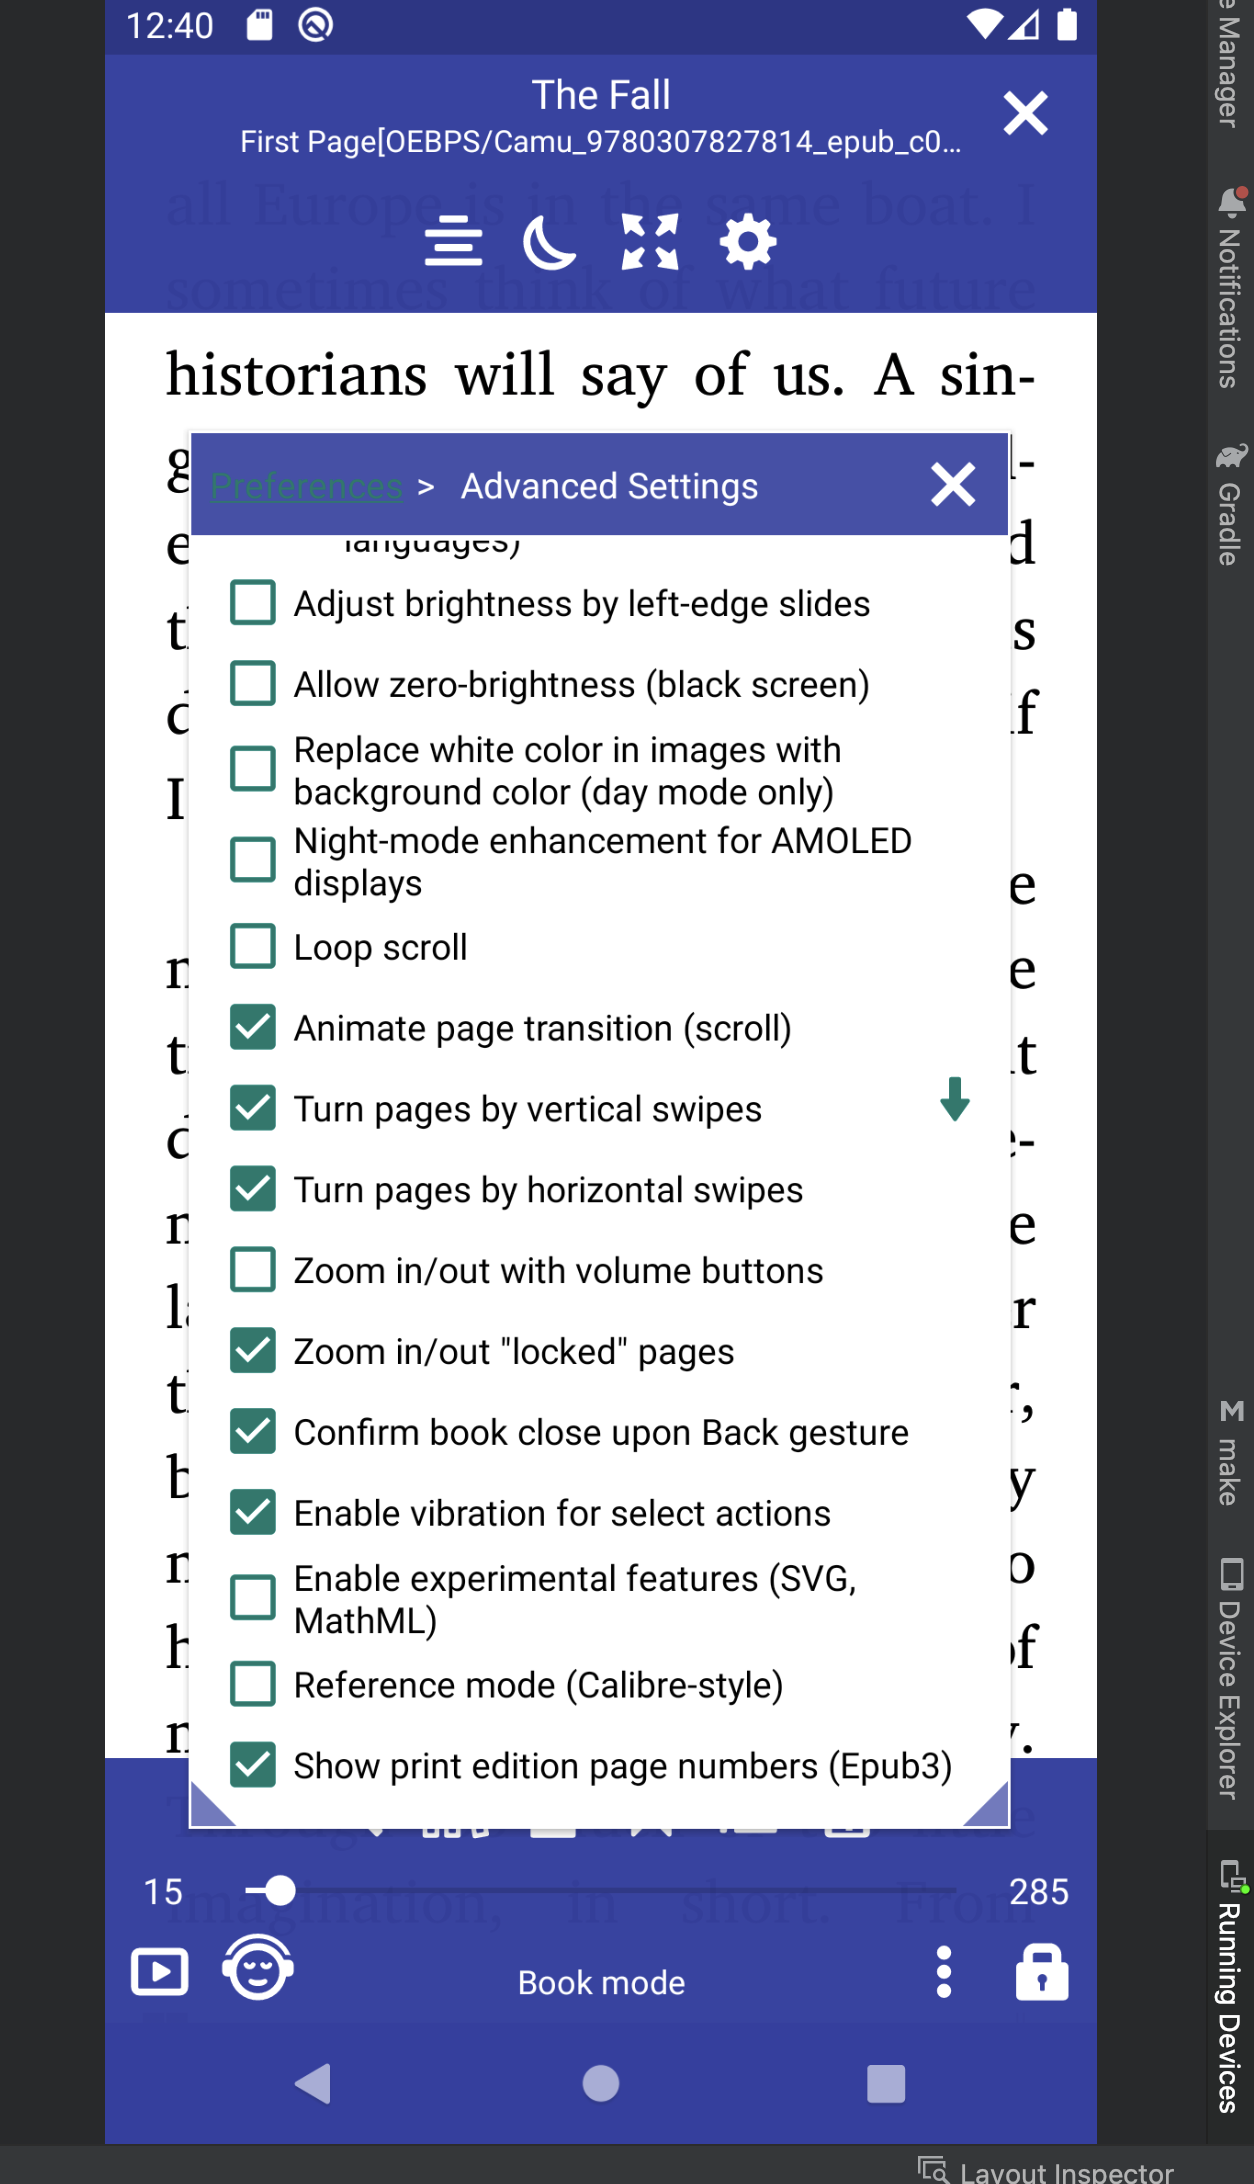 12:40
The Fall
First Page[OEBPS/Camu_9780307827814_epub_c0...
all Europe is in the same boat. I
sometimes think of what future
historians will say of us. A sin-
Preferences > Advanced Settings
languages)
Adjust brightness by left-edge slides
Allow zero-brightness (black screen)
Replace white color in images with
background color (day mode only)
Night-mode enhancement for AMOLED
displays
Loop scroll
Animate page transition (scroll)
Turn pages by vertical swipes
Turn pages by horizontal swipes
Zoom in/out with volume buttons
Zoom in/out "locked" pages
Confirm book close upon Back gesture
Enable vibration for select actions
Enable experimental features (SVG,
MathML)
Reference mode (Calibre-style)
Show print edition page numbers (Epub3)
15
285
imagination, in short. From
Book mode
Manager
Notifications
Gradle
make
Device Explorer
Running Devices
Layout Inspector